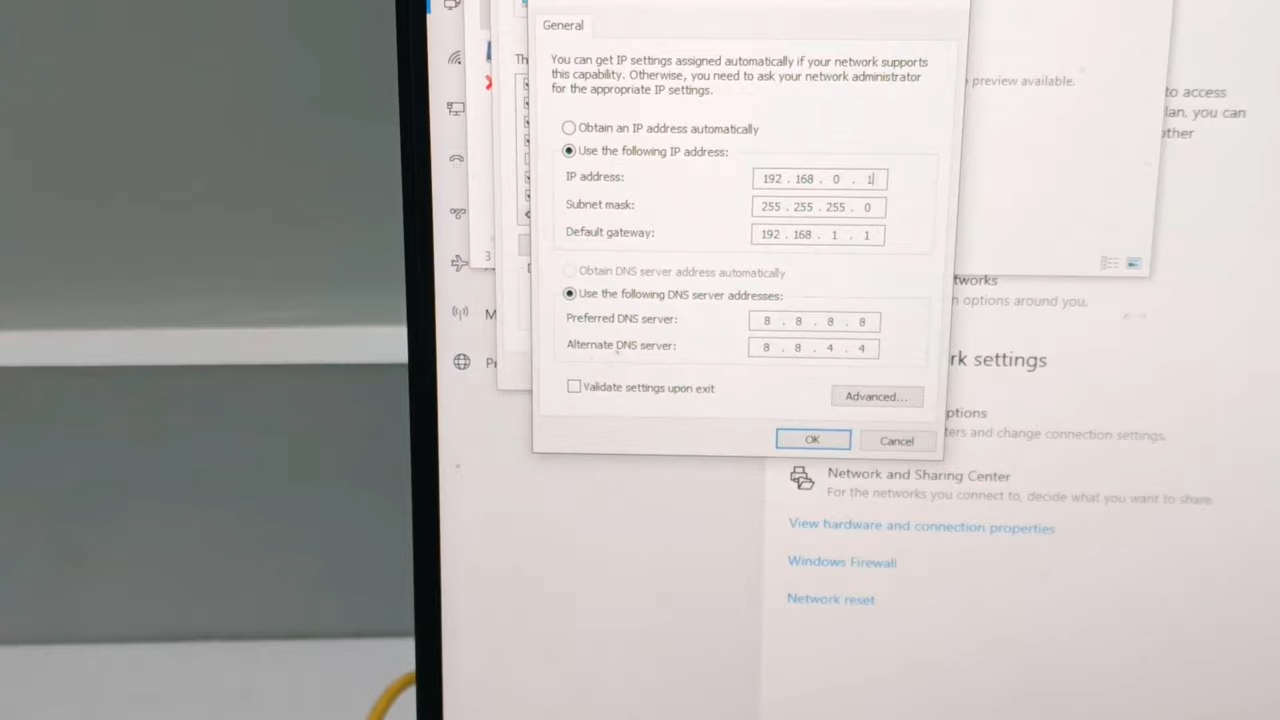 General
You can get IP settings assigned automatically if your network supports
this capability. Otherwise, you need to ask your network administrator
for the appropriate IP settings.
Obtain an IP address automatically
Use the following IP address:
IP address: 192 . 168 . 0 . 1
Subnet mask: 255 . 255 . 255 . 0
Default gateway: 192 . 168 . 1 . 1
Obtain DNS server address automatically
Use the following DNS server addresses:
Preferred DNS server: 8 . 8 . 8 . 8
Alternate DNS server: 8 . 8 . 4 . 4
Validate settings upon exit
Advanced...
OK
Cancel
Th
3
M
P
preview available.
to access
lan, you can
other
tworks
n options around you.
rk settings
ptions
ters and change connection settings.
Network and Sharing Center
For the networks you connect to, decide what you want to share.
View hardware and connection properties
Windows Firewall
Network reset